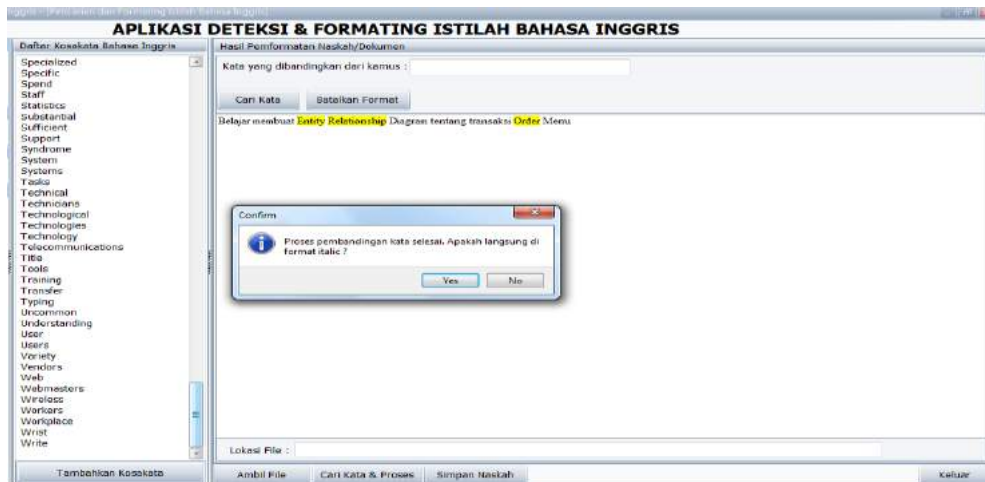 APLIKASI DETEKSI & FORMATING ISTILAH BAHASA INGGRIS
Daftar Kosakata Bahasa Inggris
Specialized
Specific
Spend
Staff
Statistics
Substantial
Sufficient
Support
Syndrome
System
Systems
Tasks
Technical
Technicians
Technological
Technologies
Technology
Telecommunications
Title
Tools
Training
Transfer
Typing
Uncommon
Understanding
User
Users
Variety
Vendors
Web
Webmasters
Wireless
Workers
Workplace
Wrist
Write
Tambahkan Kosakata
Hasil Pemformatan Naskah/Dokumen
Kata yang dibandingkan dari kamus :
Cari Kata Batalkan Format
Belajar membuat Entity Relationship Diagram tentang transaksi Order Menu
Confirm
Proses pembandingan kata selesai. Apakah langsung di
format italic ?
Yes No
Lokasi File :
Ambil File Cari Kata & Proses Simpan Naskah Keluar